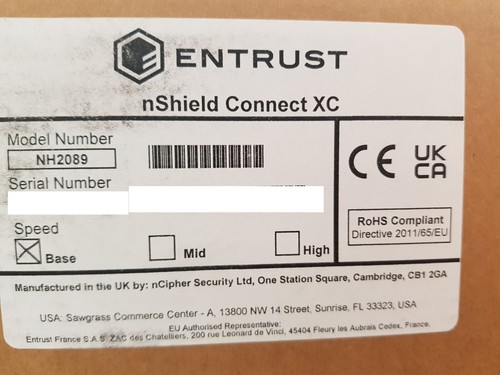 ENTRUST
nShield Connect XC
Model Number
NH2089
Serial Number
Speed
Base
Mid
High
CE UK CA
RoHS Compliant
Directive 2011/65/EU
Manufactured in the UK by: nCipher Security Ltd, One Station Square, Cambridge, CB1 2GA
USA: Sawgrass Commerce Center - A, 13800 NW 14 Street, Sunrise, FL 33323, USA
EU Authorised Representative:
Entrust France S.A.S. ZAC des Chatelliers, 200 rue Leonard de Vinci, 45404 Fleury les Aubrais Cedex, France.